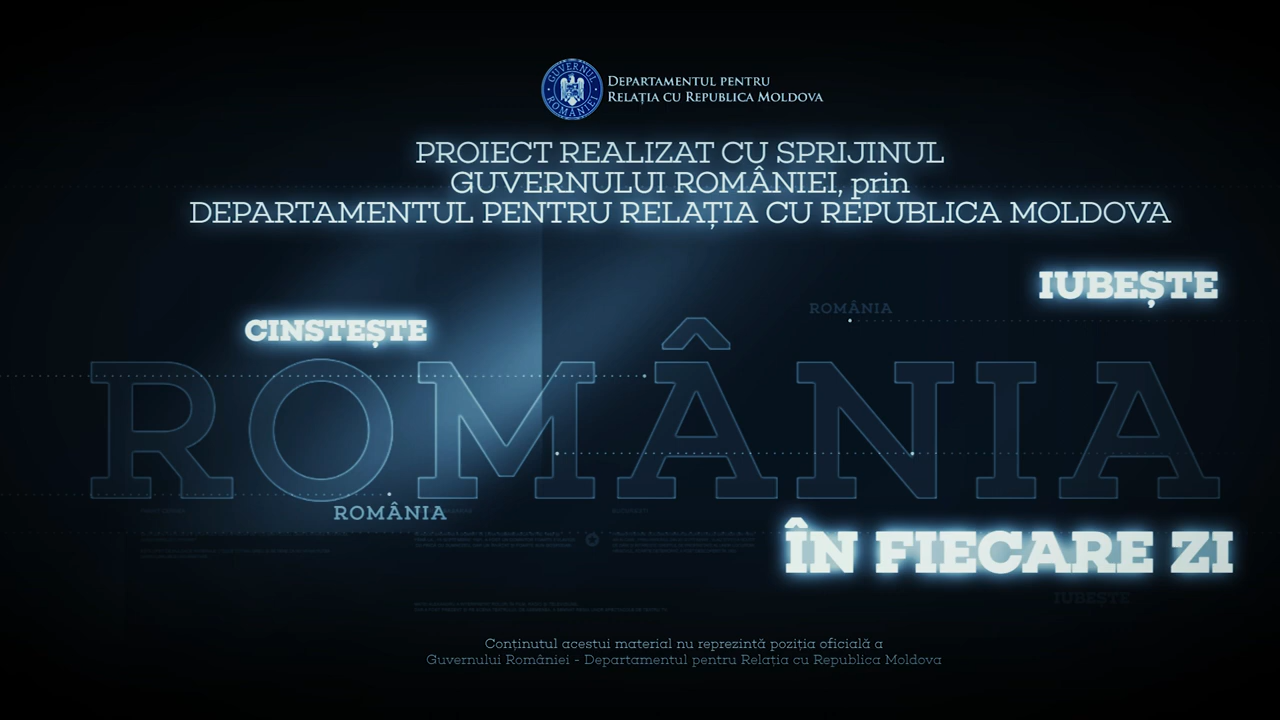 GUVERNUL ROMÂNIEI
DEPARTAMENTUL PENTRU
RELAȚIA CU REPUBLICA MOLDOVA
PROIECT REALIZAT CU SPRIJINUL
GUVERNULUI ROMÂNIEI, prin
DEPARTAMENTUL PENTRU RELAȚIA CU REPUBLICA MOLDOVA
IUBEȘTE
ROMÂNIA
CINSTEȘTE
ROMÂNIA
ROMÂNIA
ÎN FIECARE ZI
IUBEȘTE
Conținutul acestui material nu reprezintă poziția oficială a
Guvernului României - Departamentul pentru Relația cu Republica Moldova